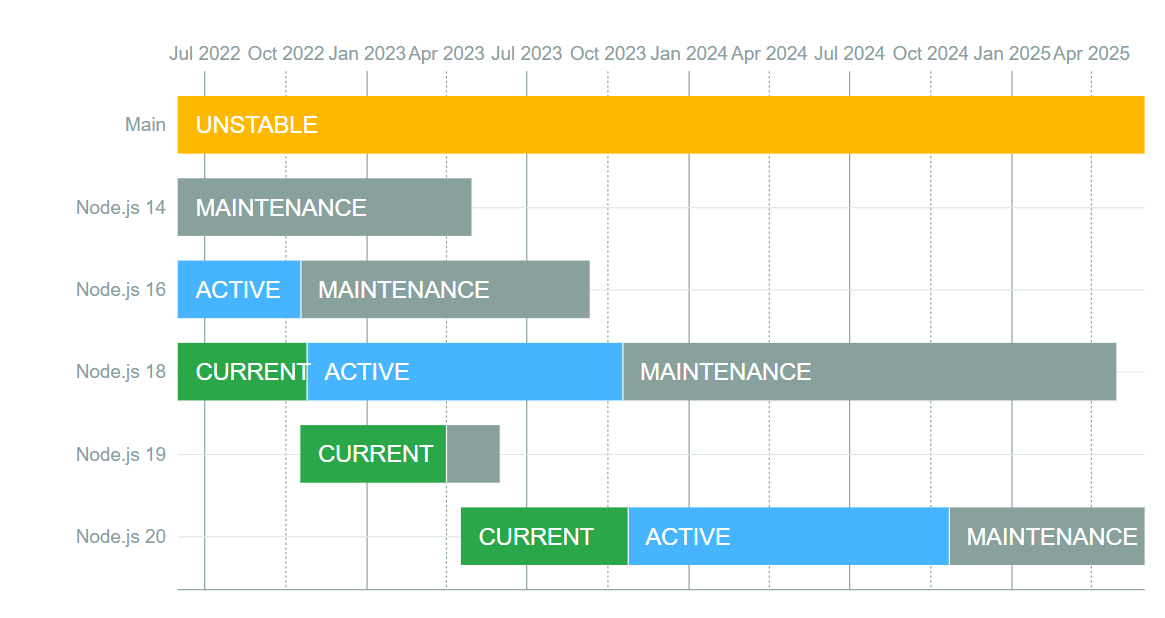 Jul 2022 Oct 2022 Jan 2023 Apr 2023 Jul 2023 Oct 2023 Jan 2024 Apr 2024 Jul 2024 Oct 2024 Jan 2025 Apr 2025
Main UNSTABLE
Node.js 14 MAINTENANCE
Node.js 16 ACTIVE MAINTENANCE
Node.js 18 CURRENT ACTIVE MAINTENANCE
Node.js 19 CURRENT
Node.js 20 CURRENT ACTIVE MAINTENANCE